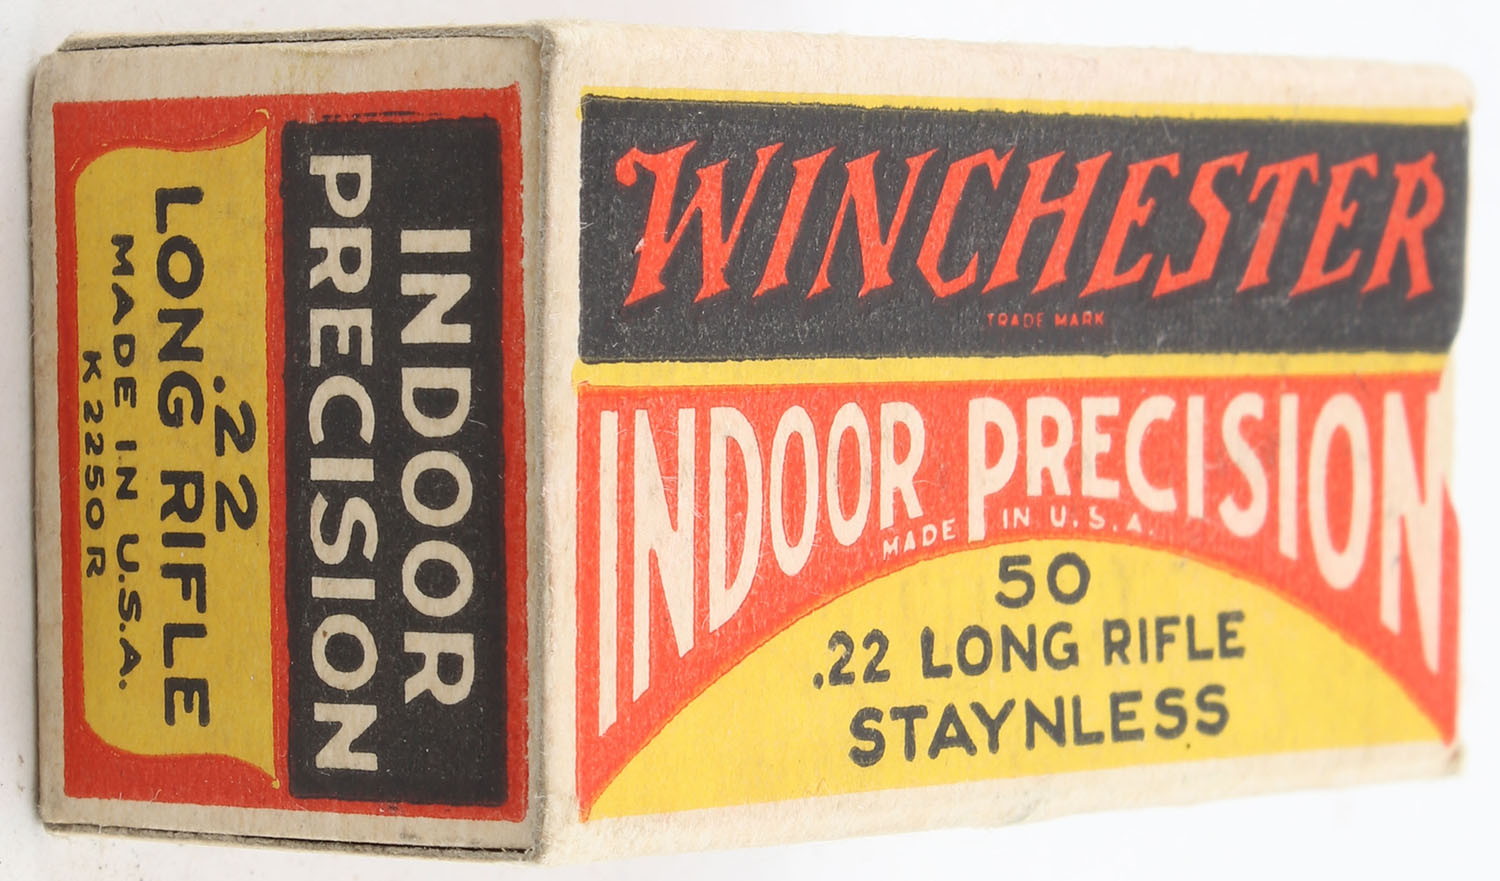 WINCHESTER
TRADE MARK
INDOOR PRECISION
MADE IN U.S.A.
50
.22 LONG RIFLE
STAYNLESS
INDOOR
PRECISION
.22
LONG RIFLE
MADE IN U.S.A.
K2250R